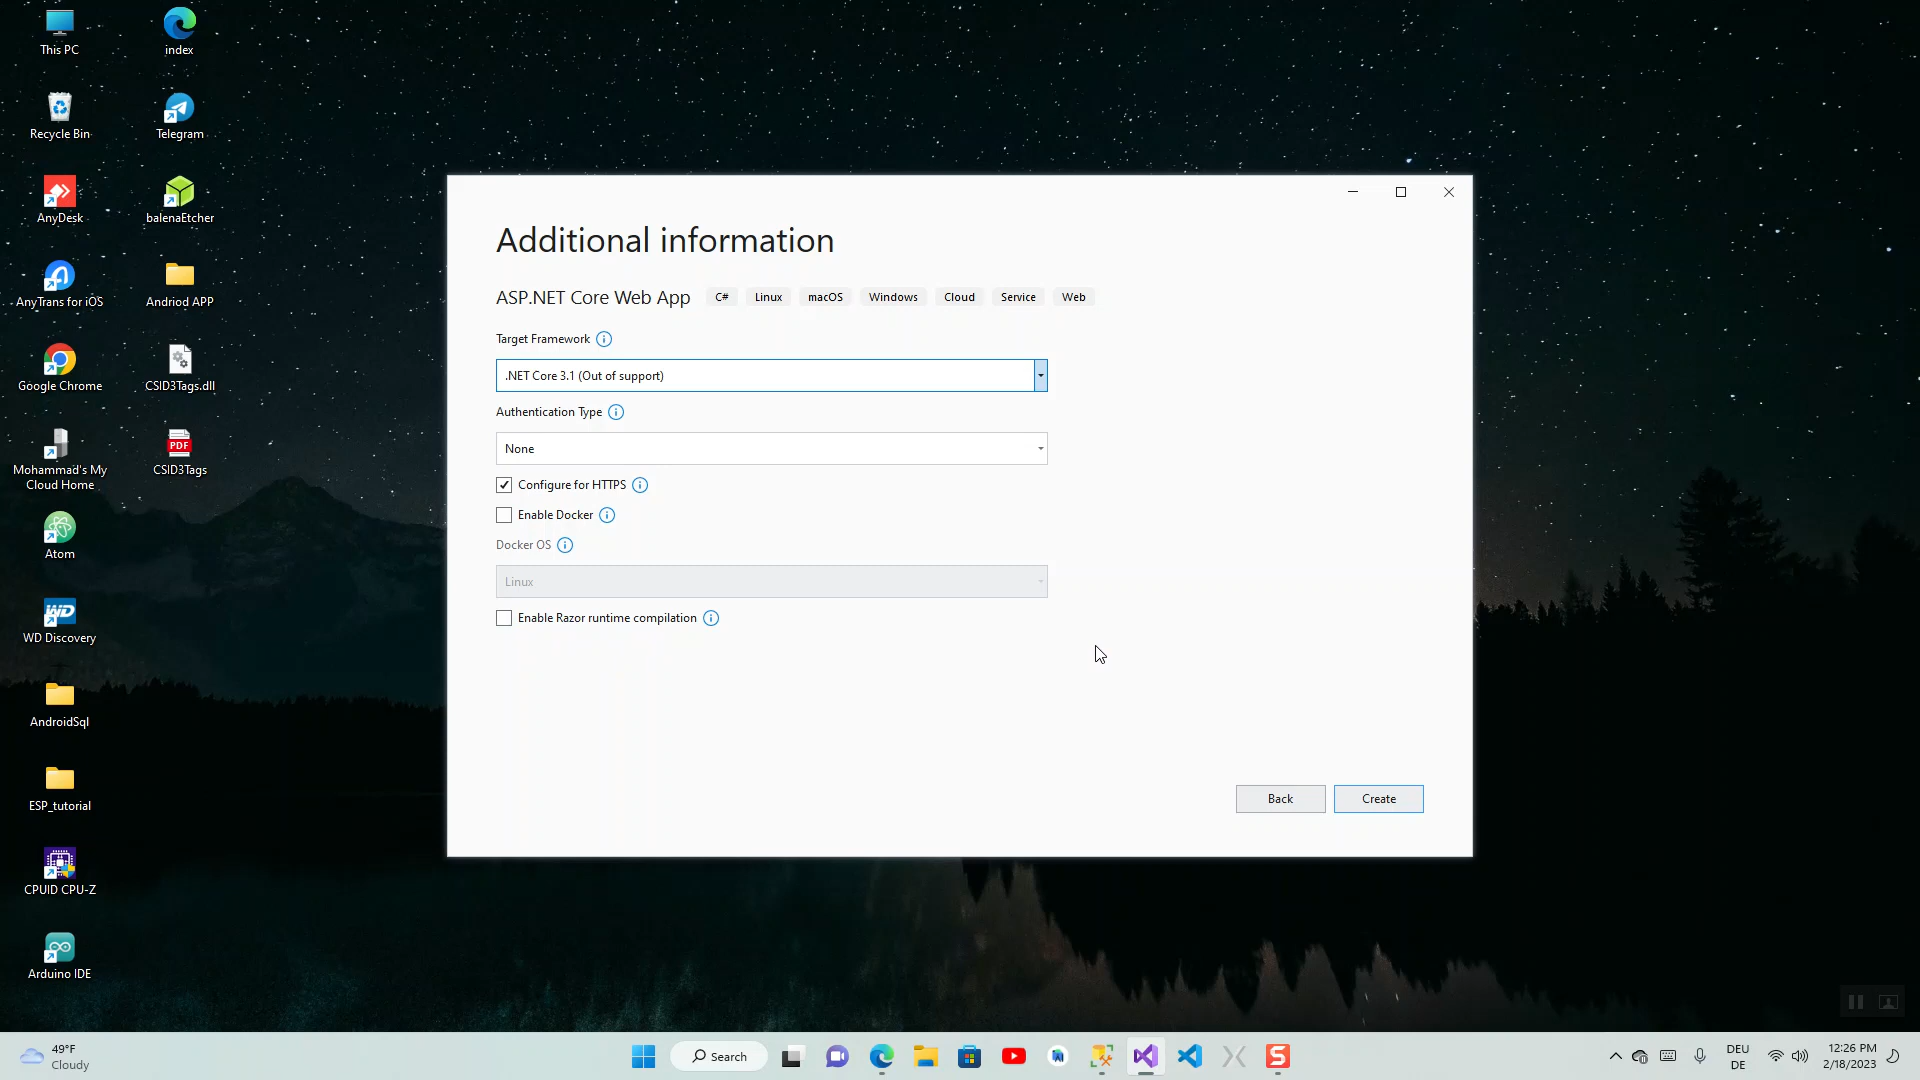 This PC
index
Recycle Bin
Telegram
AnyDesk
balenaEtcher
AnyTrans for iOS
Andriod APP
Google Chrome
CSID3Tags.dll
Mohammad's My
Cloud Home
PDF
CSID3Tags
Atom
WD
WD Discovery
AndroidSql
ESP_tutorial
CPUID CPU-Z
Arduino IDE
Additional information
ASP.NET Core Web App
C#
Linux
macOS
Windows
Cloud
Service
Web
Target Framework
.NET Core 3.1 (Out of support)
Authentication Type
None
Configure for HTTPS
Enable Docker
Docker OS
Linux
Enable Razor runtime compilation
Back
Create
49°F
Cloudy
Search
S
DEU
DE
12:26 PM
2/18/2023